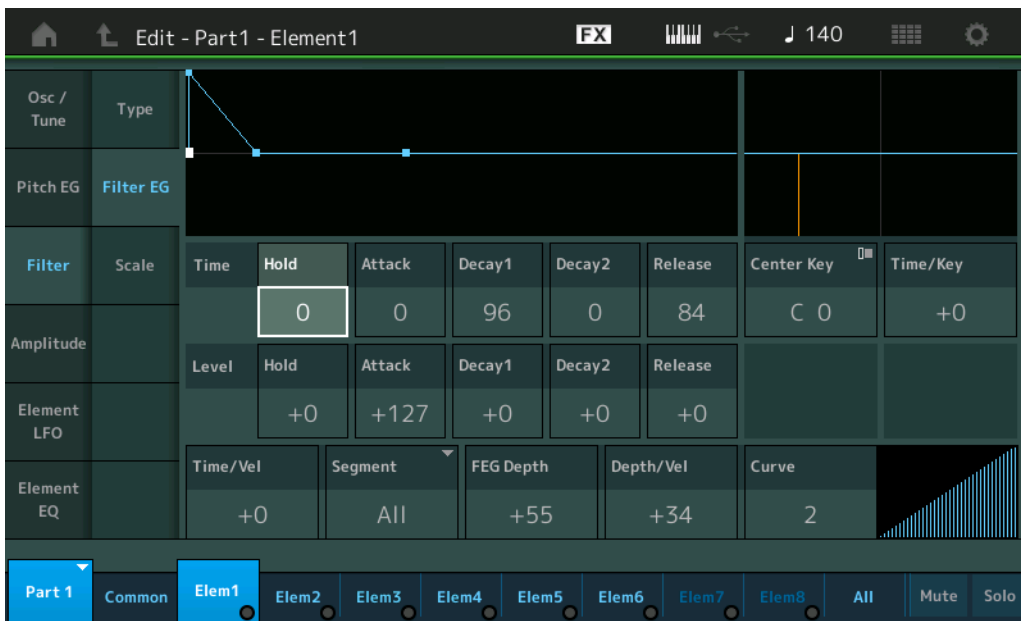 Edit - Part1 - Element1
FX
♩ 140
Osc /
Tune
Type
Pitch EG
Filter EG
Filter
Scale
Amplitude
Element
LFO
Element
EQ
Time Hold Attack Decay1 Decay2 Release Center Key Time/Key
0 0 96 0 84 C 0 +0
Level Hold Attack Decay1 Decay2 Release
+0 +127 +0 +0 +0
Time/Vel Segment FEG Depth Depth/Vel Curve
+0 All +55 +34 2
Part 1 Common Elem1 Elem2 Elem3 Elem4 Elem5 Elem6 Elem7 Elem8 All Mute Solo